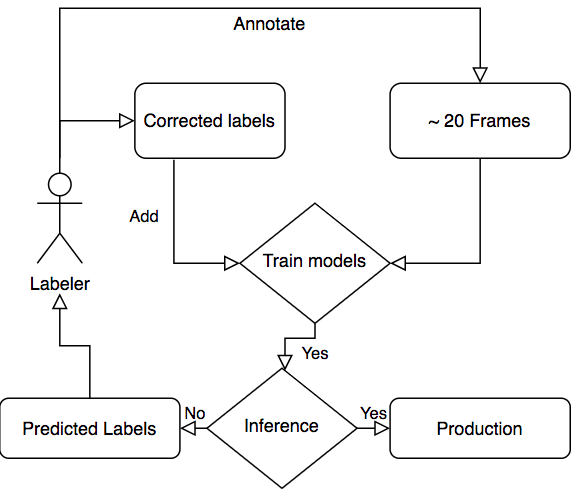 Annotate
Corrected labels
~ 20 Frames
Add
Train models
Labeler
Yes
No
Inference
Yes
Predicted Labels
Production